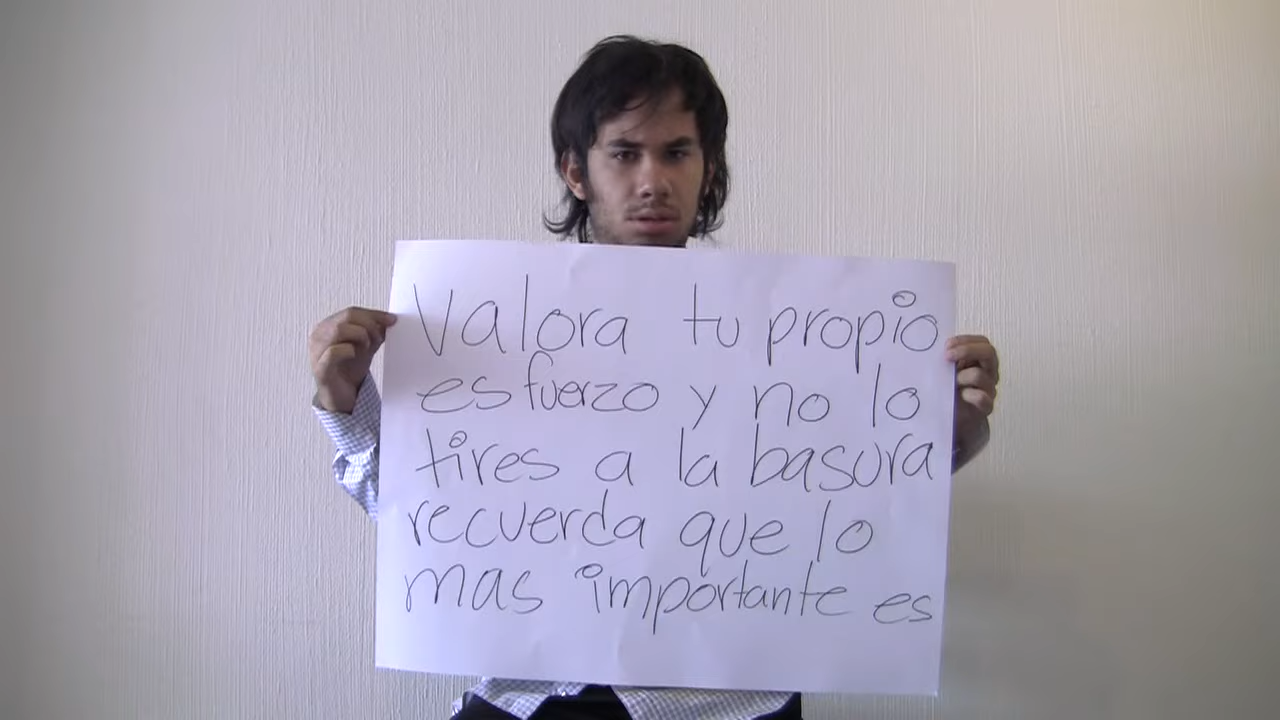 Valora tu propio
esfuerzo y no lo
tires a la basura
recuerda que lo
mas importante es